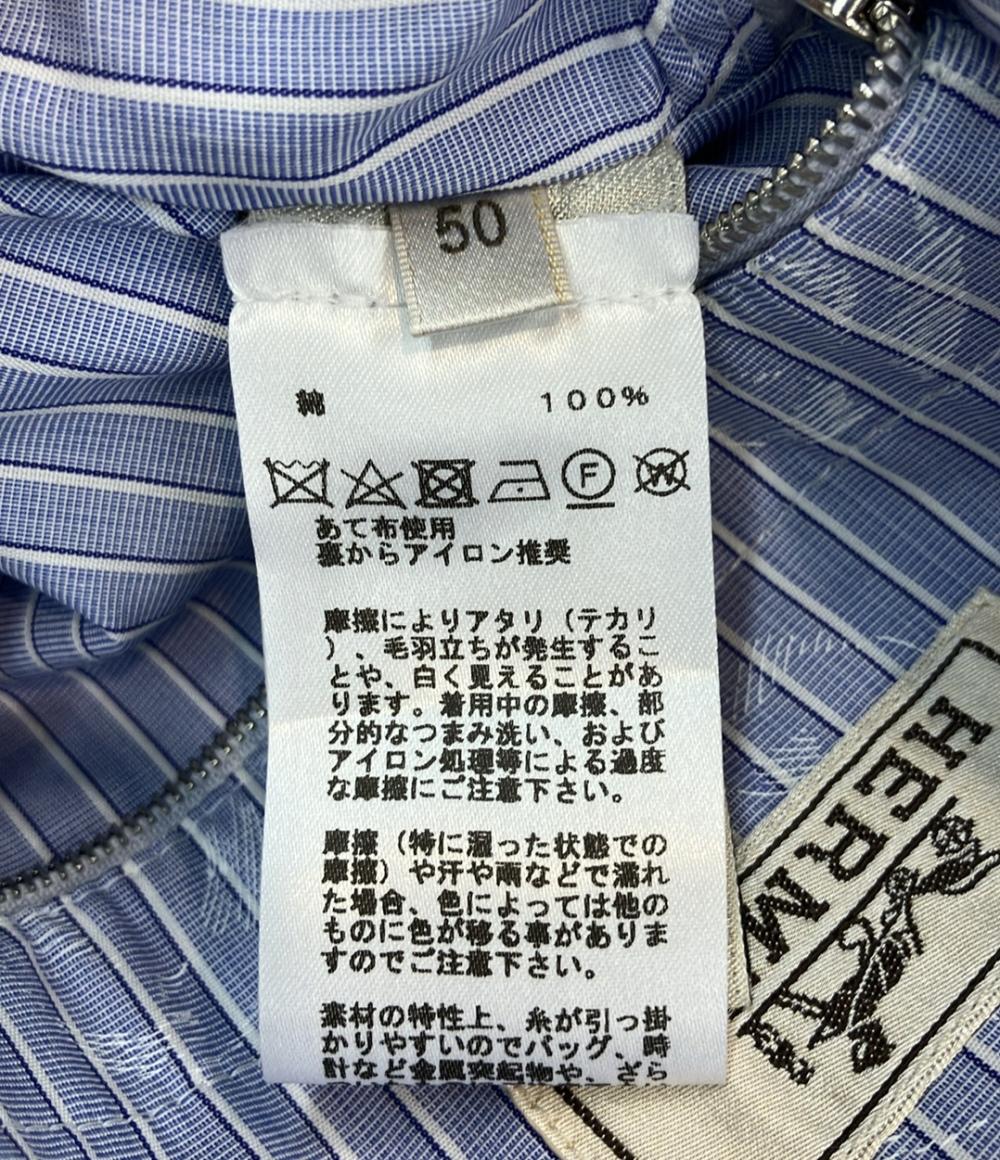 50
綿 100%
F
W
あて布使用
裏からアイロン推奨
摩擦によりアタリ（テカリ
）、毛羽立ちが発生するこ
とや、白く見えることがあ
ります。着用中の摩擦、部
分的なつまみ洗い、および
アイロン処理等による過度
な摩擦にご注意下さい。
摩擦（特に湿った状態での
摩擦）や汗や雨などで濡れ
た場合、色によっては他の
ものに色が移る事がありま
すのでご注意下さい。
素材の特性上、糸が引っ掛
かりやすいのでバッグ、時
計など金属突起物や、ざら
HERM